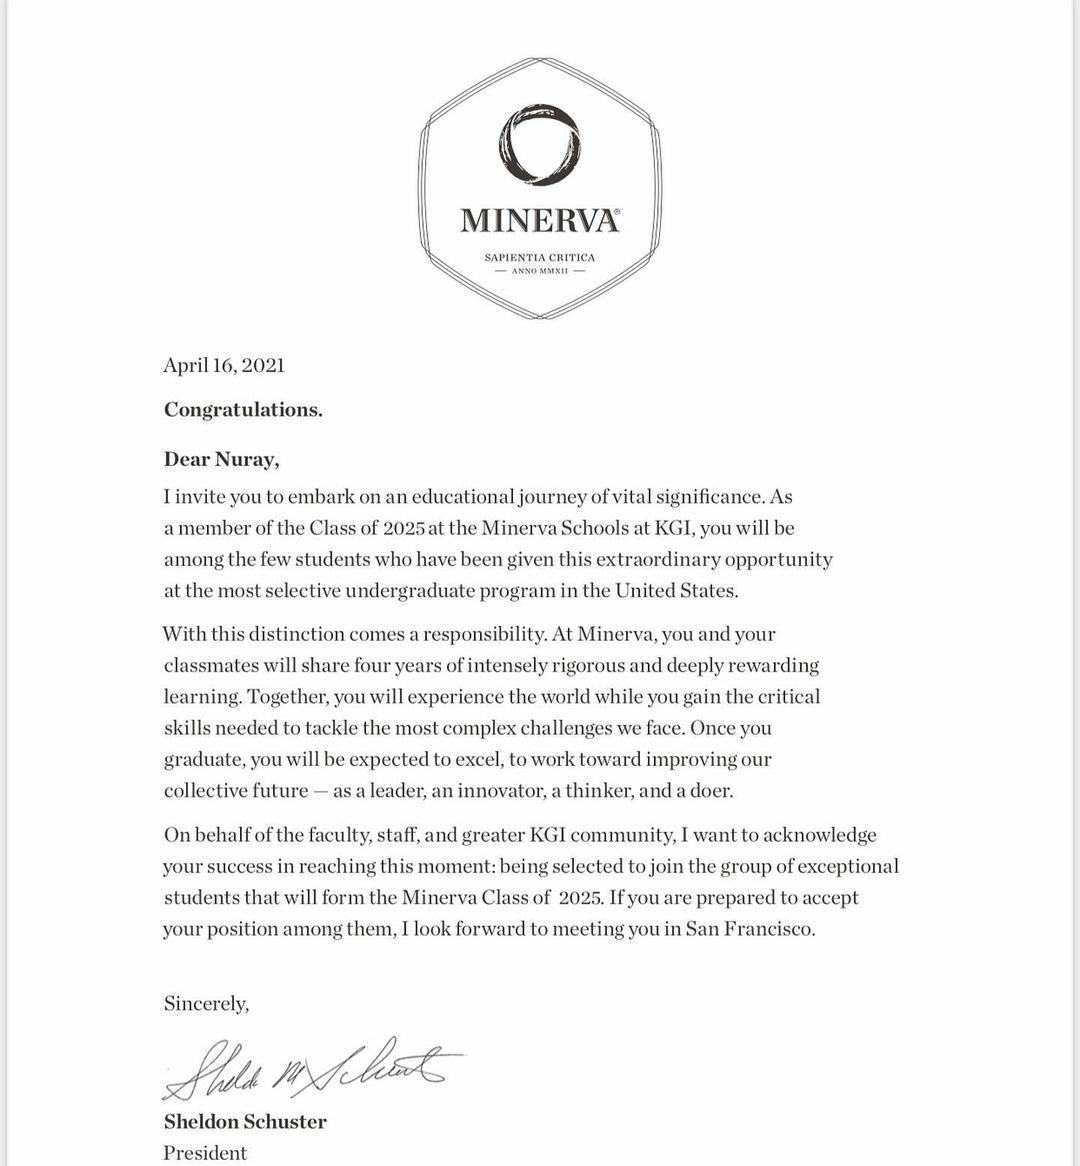 MINERVA®
SAPIENTIA CRITICA
— ANNO MMXII —
April 16, 2021
Congratulations.
Dear Nuray,
I invite you to embark on an educational journey of vital significance. As
a member of the Class of 2025 at the Minerva Schools at KGI, you will be
among the few students who have been given this extraordinary opportunity
at the most selective undergraduate program in the United States.
With this distinction comes a responsibility. At Minerva, you and your
classmates will share four years of intensely rigorous and deeply rewarding
learning. Together, you will experience the world while you gain the critical
skills needed to tackle the most complex challenges we face. Once you
graduate, you will be expected to excel, to work toward improving our
collective future — as a leader, an innovator, a thinker, and a doer.
On behalf of the faculty, staff, and greater KGI community, I want to acknowledge
your success in reaching this moment: being selected to join the group of exceptional
students that will form the Minerva Class of 2025. If you are prepared to accept
your position among them, I look forward to meeting you in San Francisco.
Sincerely,
Sheldon Schuster
President